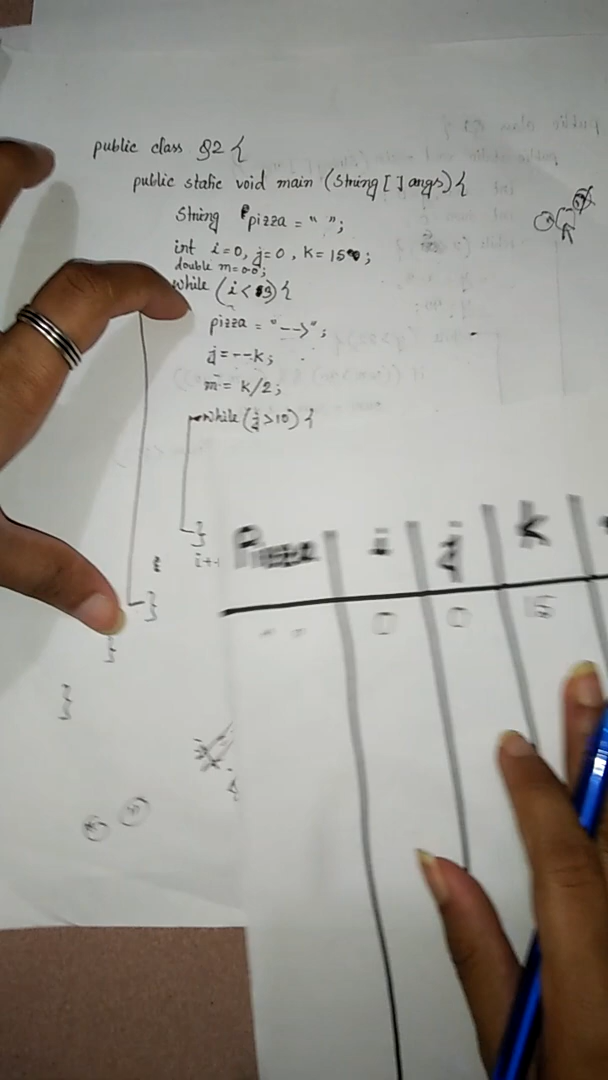 public class Q2 {
public static void main (String[] args) {
String pizza = " ";
int i=0, j=0, k=15;
double m=0.0;
while (i<3) {
pizza = "-->";
j=--k;
m = k/2;
while (j>10) {
}
i++
}
}
}
Pizza i j k
" " 0 0 15